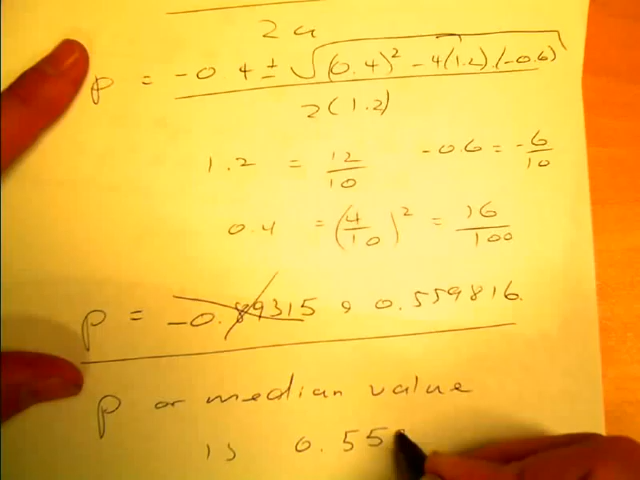 2a
p = -0.4 ± √(0.4)² - 4(1.2).(-0.6)
2(1.2)
1.2 = 12/10 -0.6 = -6/10
0.4 = (4/10)² = 16/100
p = -0.89315, 0.559816.
p or median value
is 0.55